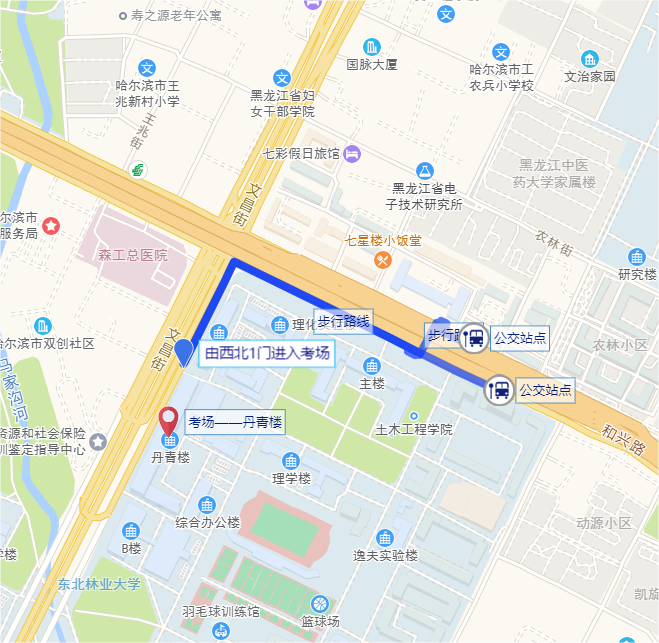 寿之源老年公寓
文
国脉大厦
哈尔滨市工
农兵小学校
文治家园
哈尔滨市王
兆新村小学
黑龙江省妇
女干部学院
王兆街
七彩假日旅馆
黑龙江中医
药大学家属楼
黑龙江省电
子技术研究所
文昌街
尔滨市
服务局
森工总医院
七星楼小饭堂
农林街
研究楼
理化
步行路线
步行路
公交站点
哈尔滨市双创社区
文昌街
由西北1门进入考场
农林小区
主楼
公交站点
马家沟河
考场——丹青楼
土木工程学院
资源和社会保险
训鉴定指导中心
和兴路
丹青楼
理学楼
综合办公楼
动源小区
B楼
逸夫实验楼
学楼
东北林业大学
凯旋
羽毛球训练馆
篮球场